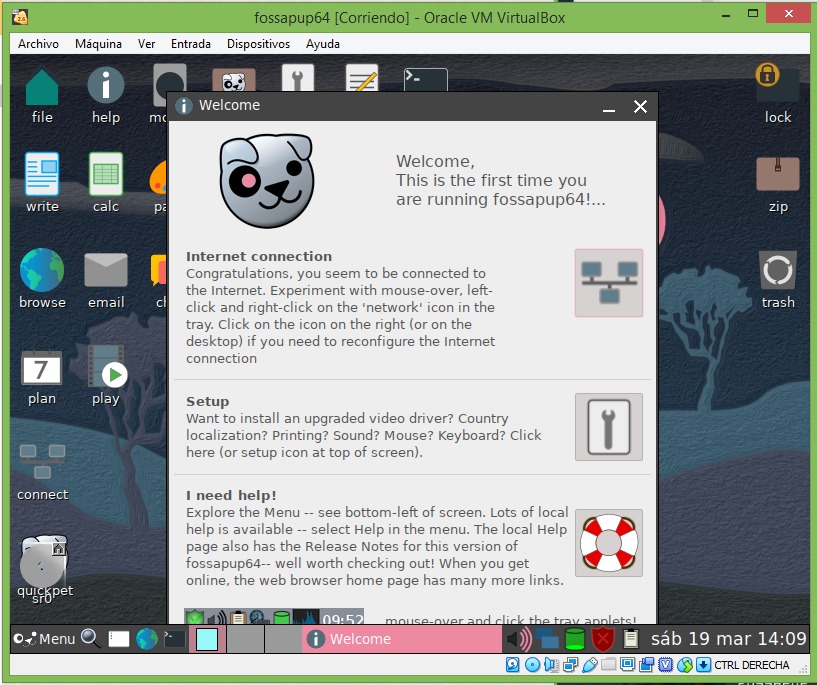 fossapup64 [Corriendo] - Oracle VM VirtualBox
Archivo Máquina Ver Entrada Dispositivos Ayuda
file
help
lock
write
calc
zip
browse
email
trash
plan
7
play
connect
quickpet
sr0
Welcome
Welcome,
This is the first time you
are running fossapup64!...
Internet connection
Congratulations, you seem to be connected to
the Internet. Experiment with mouse-over, left-
click and right-click on the 'network' icon in the
tray. Click on the icon on the right (or on the
desktop) if you need to reconfigure the Internet
connection
Setup
Want to install an upgraded video driver? Country
localization? Printing? Sound? Mouse? Keyboard? Click
here (or setup icon at top of screen).
I need help!
Explore the Menu -- see bottom-left of screen. Lots of local
help is available -- select Help in the menu. The local Help
page also has the Release Notes for this version of
fossapup64-- well worth checking out! When you get
online, the web browser home page has many more links.
09:52
mouse-over and click the tray applets!
Menu
Welcome
sáb 19 mar 14:09
CTRL DERECHA